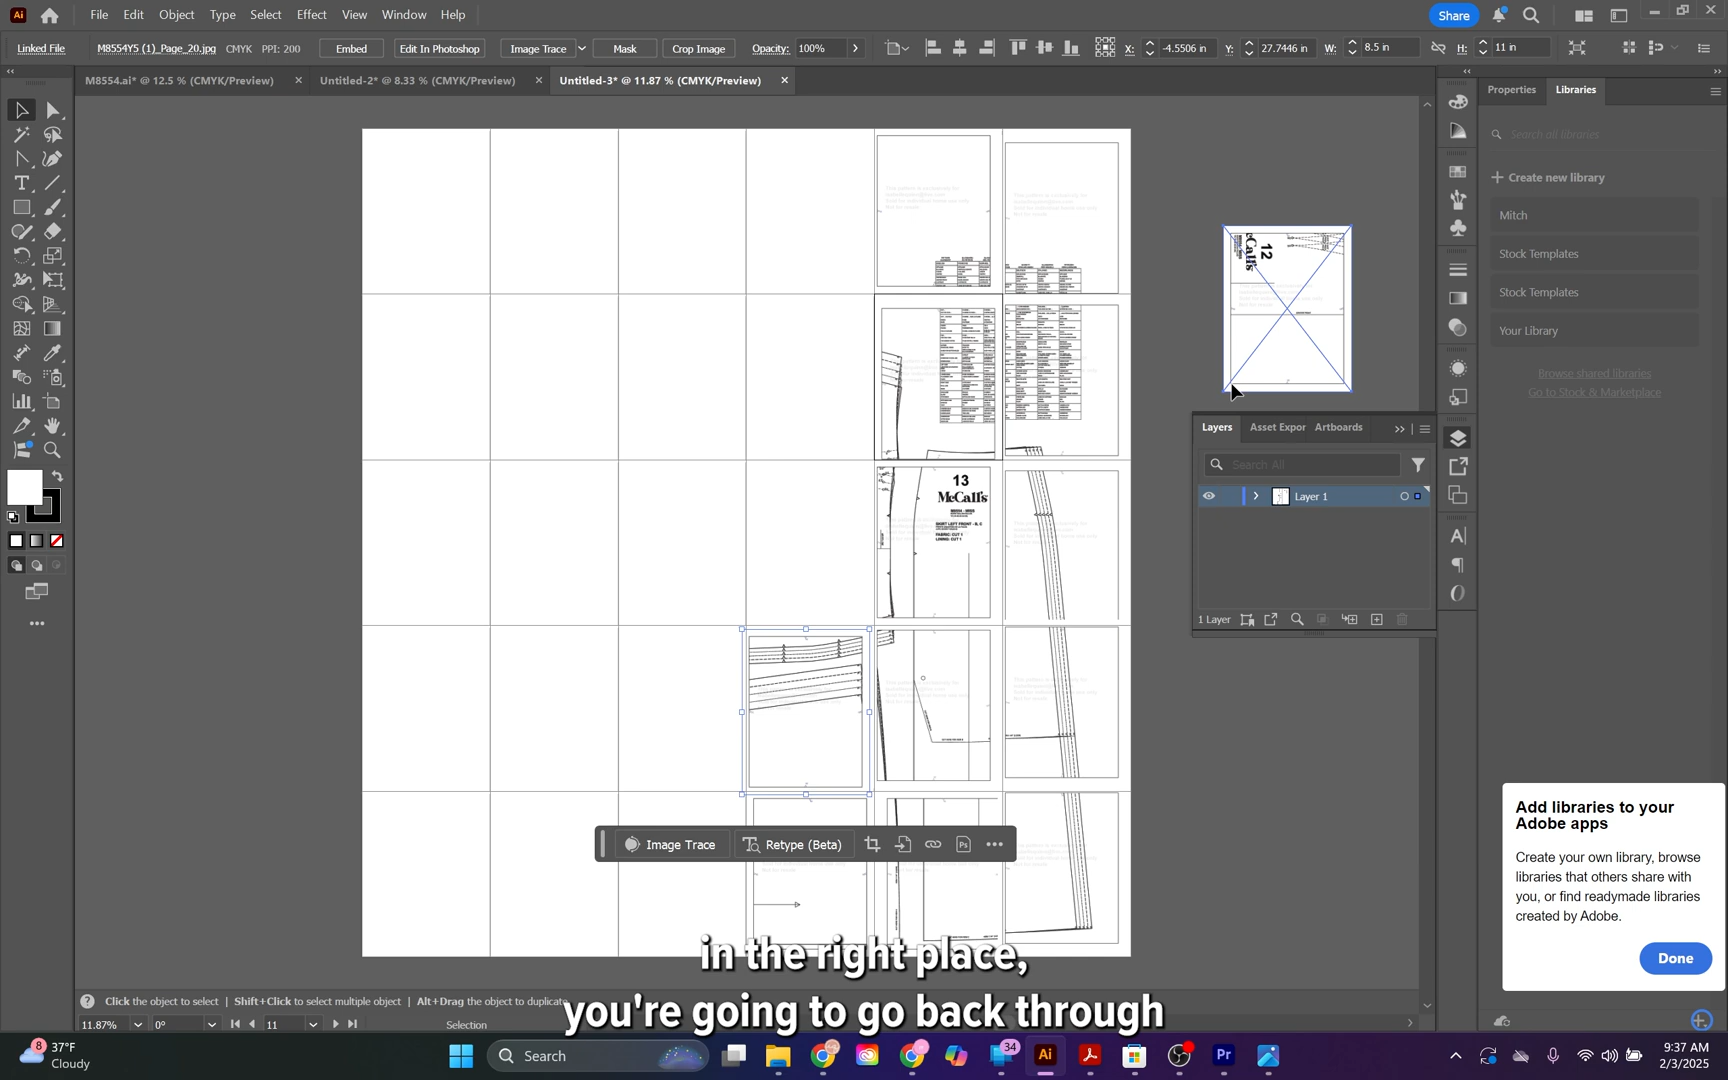 File Edit Object Type Select Effect View Window Help
Share
Linked File M8554Y5 (1)_Page_20.jpg CMYK PPI: 200 Embed Edit In Photoshop Image Trace Mask Crop Image Opacity: 100% X: -4.5506 in Y: 27.7446 in W: 8.5 in H: 11 in
M8554.ai* @ 12.5 % (CMYK/Preview) Untitled-2* @ 8.33 % (CMYK/Preview) Untitled-3* @ 11.87 % (CMYK/Preview)
Properties Libraries
Search all libraries
Create new library
Mitch
Stock Templates
Stock Templates
Your Library
Browse shared libraries
Go to Stock & Marketplace
12
McCall's
13
McCall's
Layers Asset Expor Artboards
Search All
Layer 1
1 Layer
Image Trace Retype (Beta)
Add libraries to your
Adobe apps
Create your own library, browse
libraries that others share with
you, or find readymade libraries
created by Adobe.
Done
in the right place,
you're going to go back through
Click the object to select | Shift+Click to select multiple object | Alt+Drag the object to duplicate
11.87% 0° 11 Selection
8 37°F
Cloudy
Search
34
9:37 AM
2/3/2025